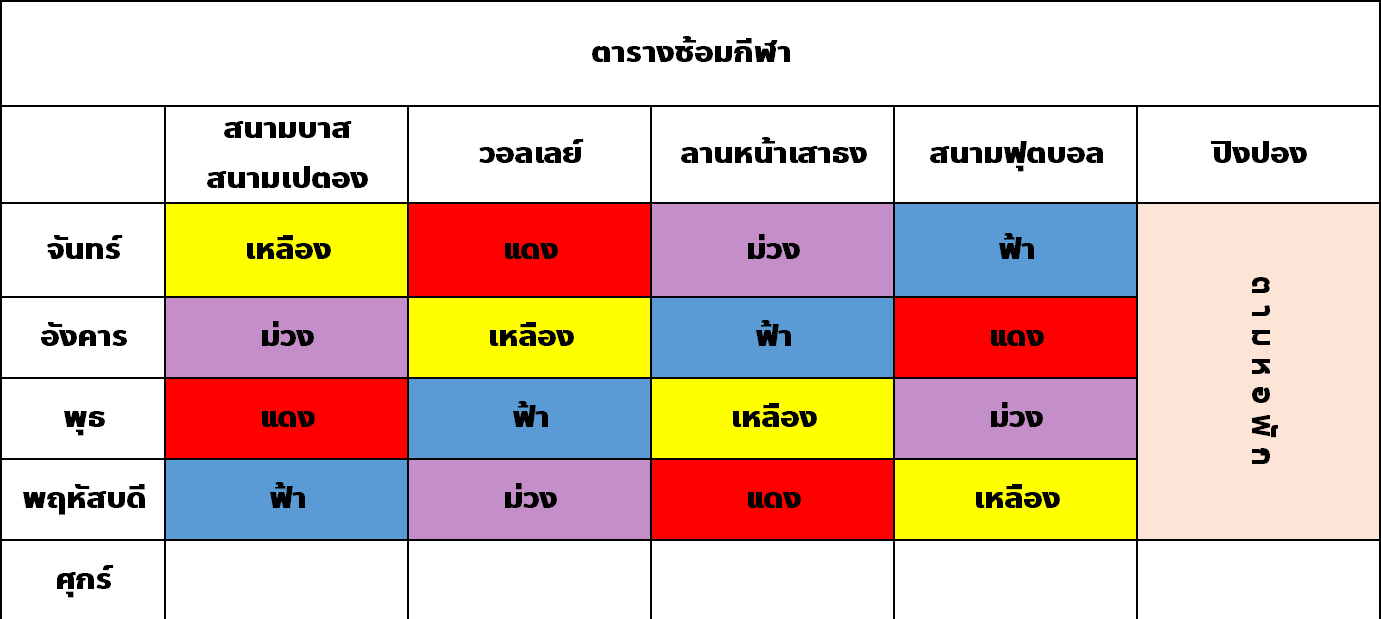 ตารางซ้อมกีฬา
สนามบาส
สนามเปตอง
วอลเลย์
ลานหน้าเสาธง
สนามฟุตบอล
ปิงปอง
จันทร์
เหลือง
แดง
ม่วง
ฟ้า
ตามหอพัก
อังคาร
ม่วง
เหลือง
ฟ้า
แดง
พุธ
แดง
ฟ้า
เหลือง
ม่วง
พฤหัสบดี
ฟ้า
ม่วง
แดง
เหลือง
ศุกร์